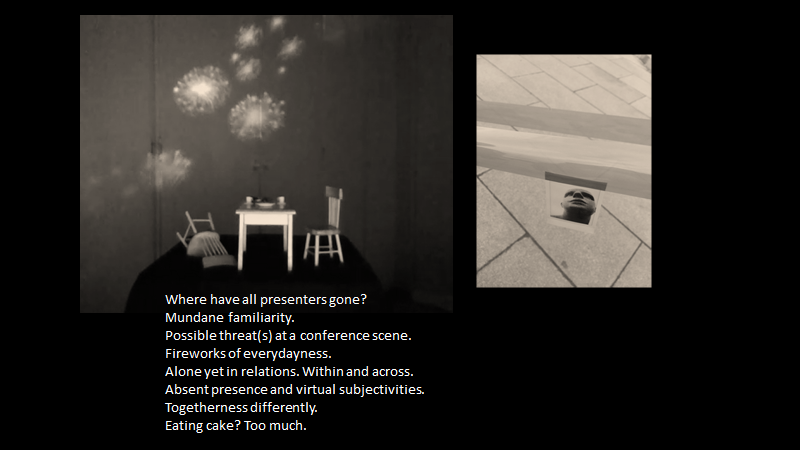 Where have all presenters gone?
Mundane familiarity.
Possible threat(s) at a conference scene.
Fireworks of everydayness.
Alone yet in relations. Within and across.
Absent presence and virtual subjectivities.
Togetherness differently.
Eating cake? Too much.